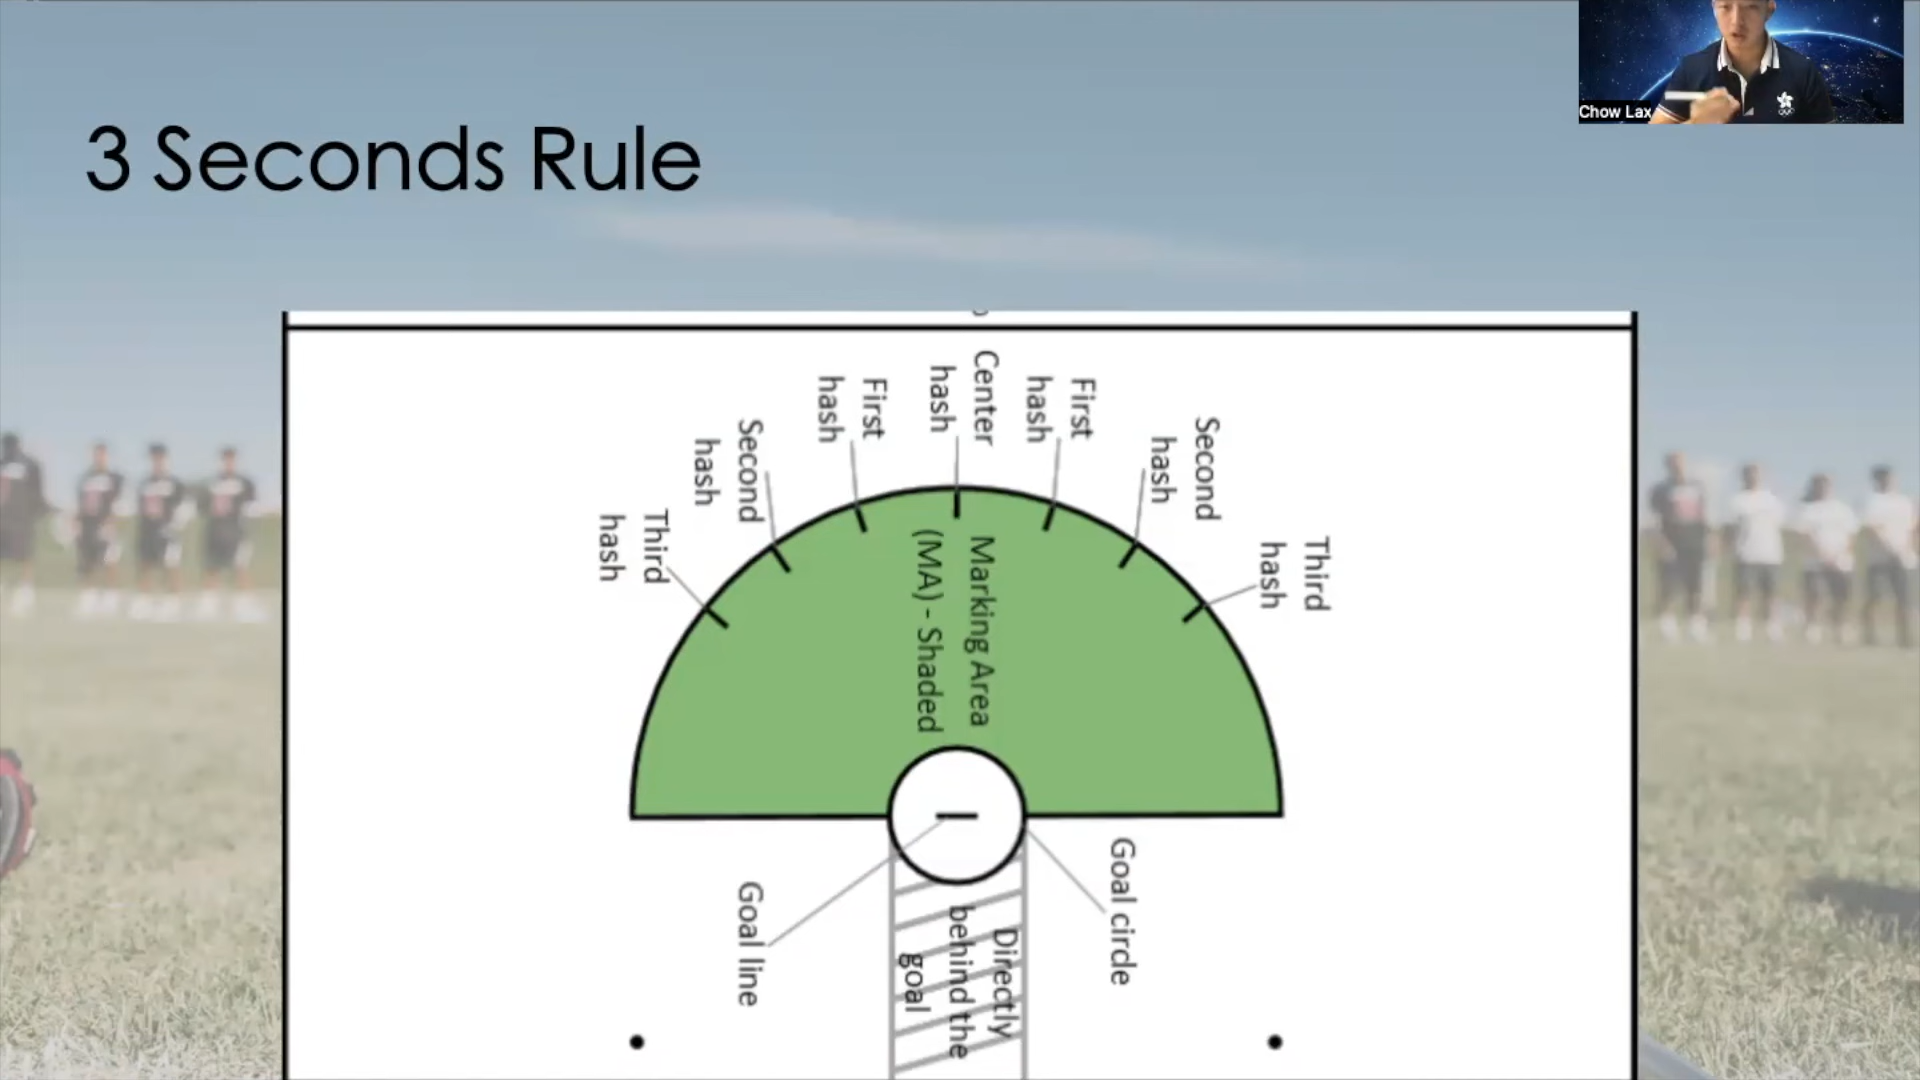 3 Seconds Rule
Chow Lax
Center
hash
First
hash
First
hash
Second
hash
Second
hash
Third
hash
Third
hash
Marking Area
(MA) - Shaded
Goal circle
Goal line
Directly
behind the
goal